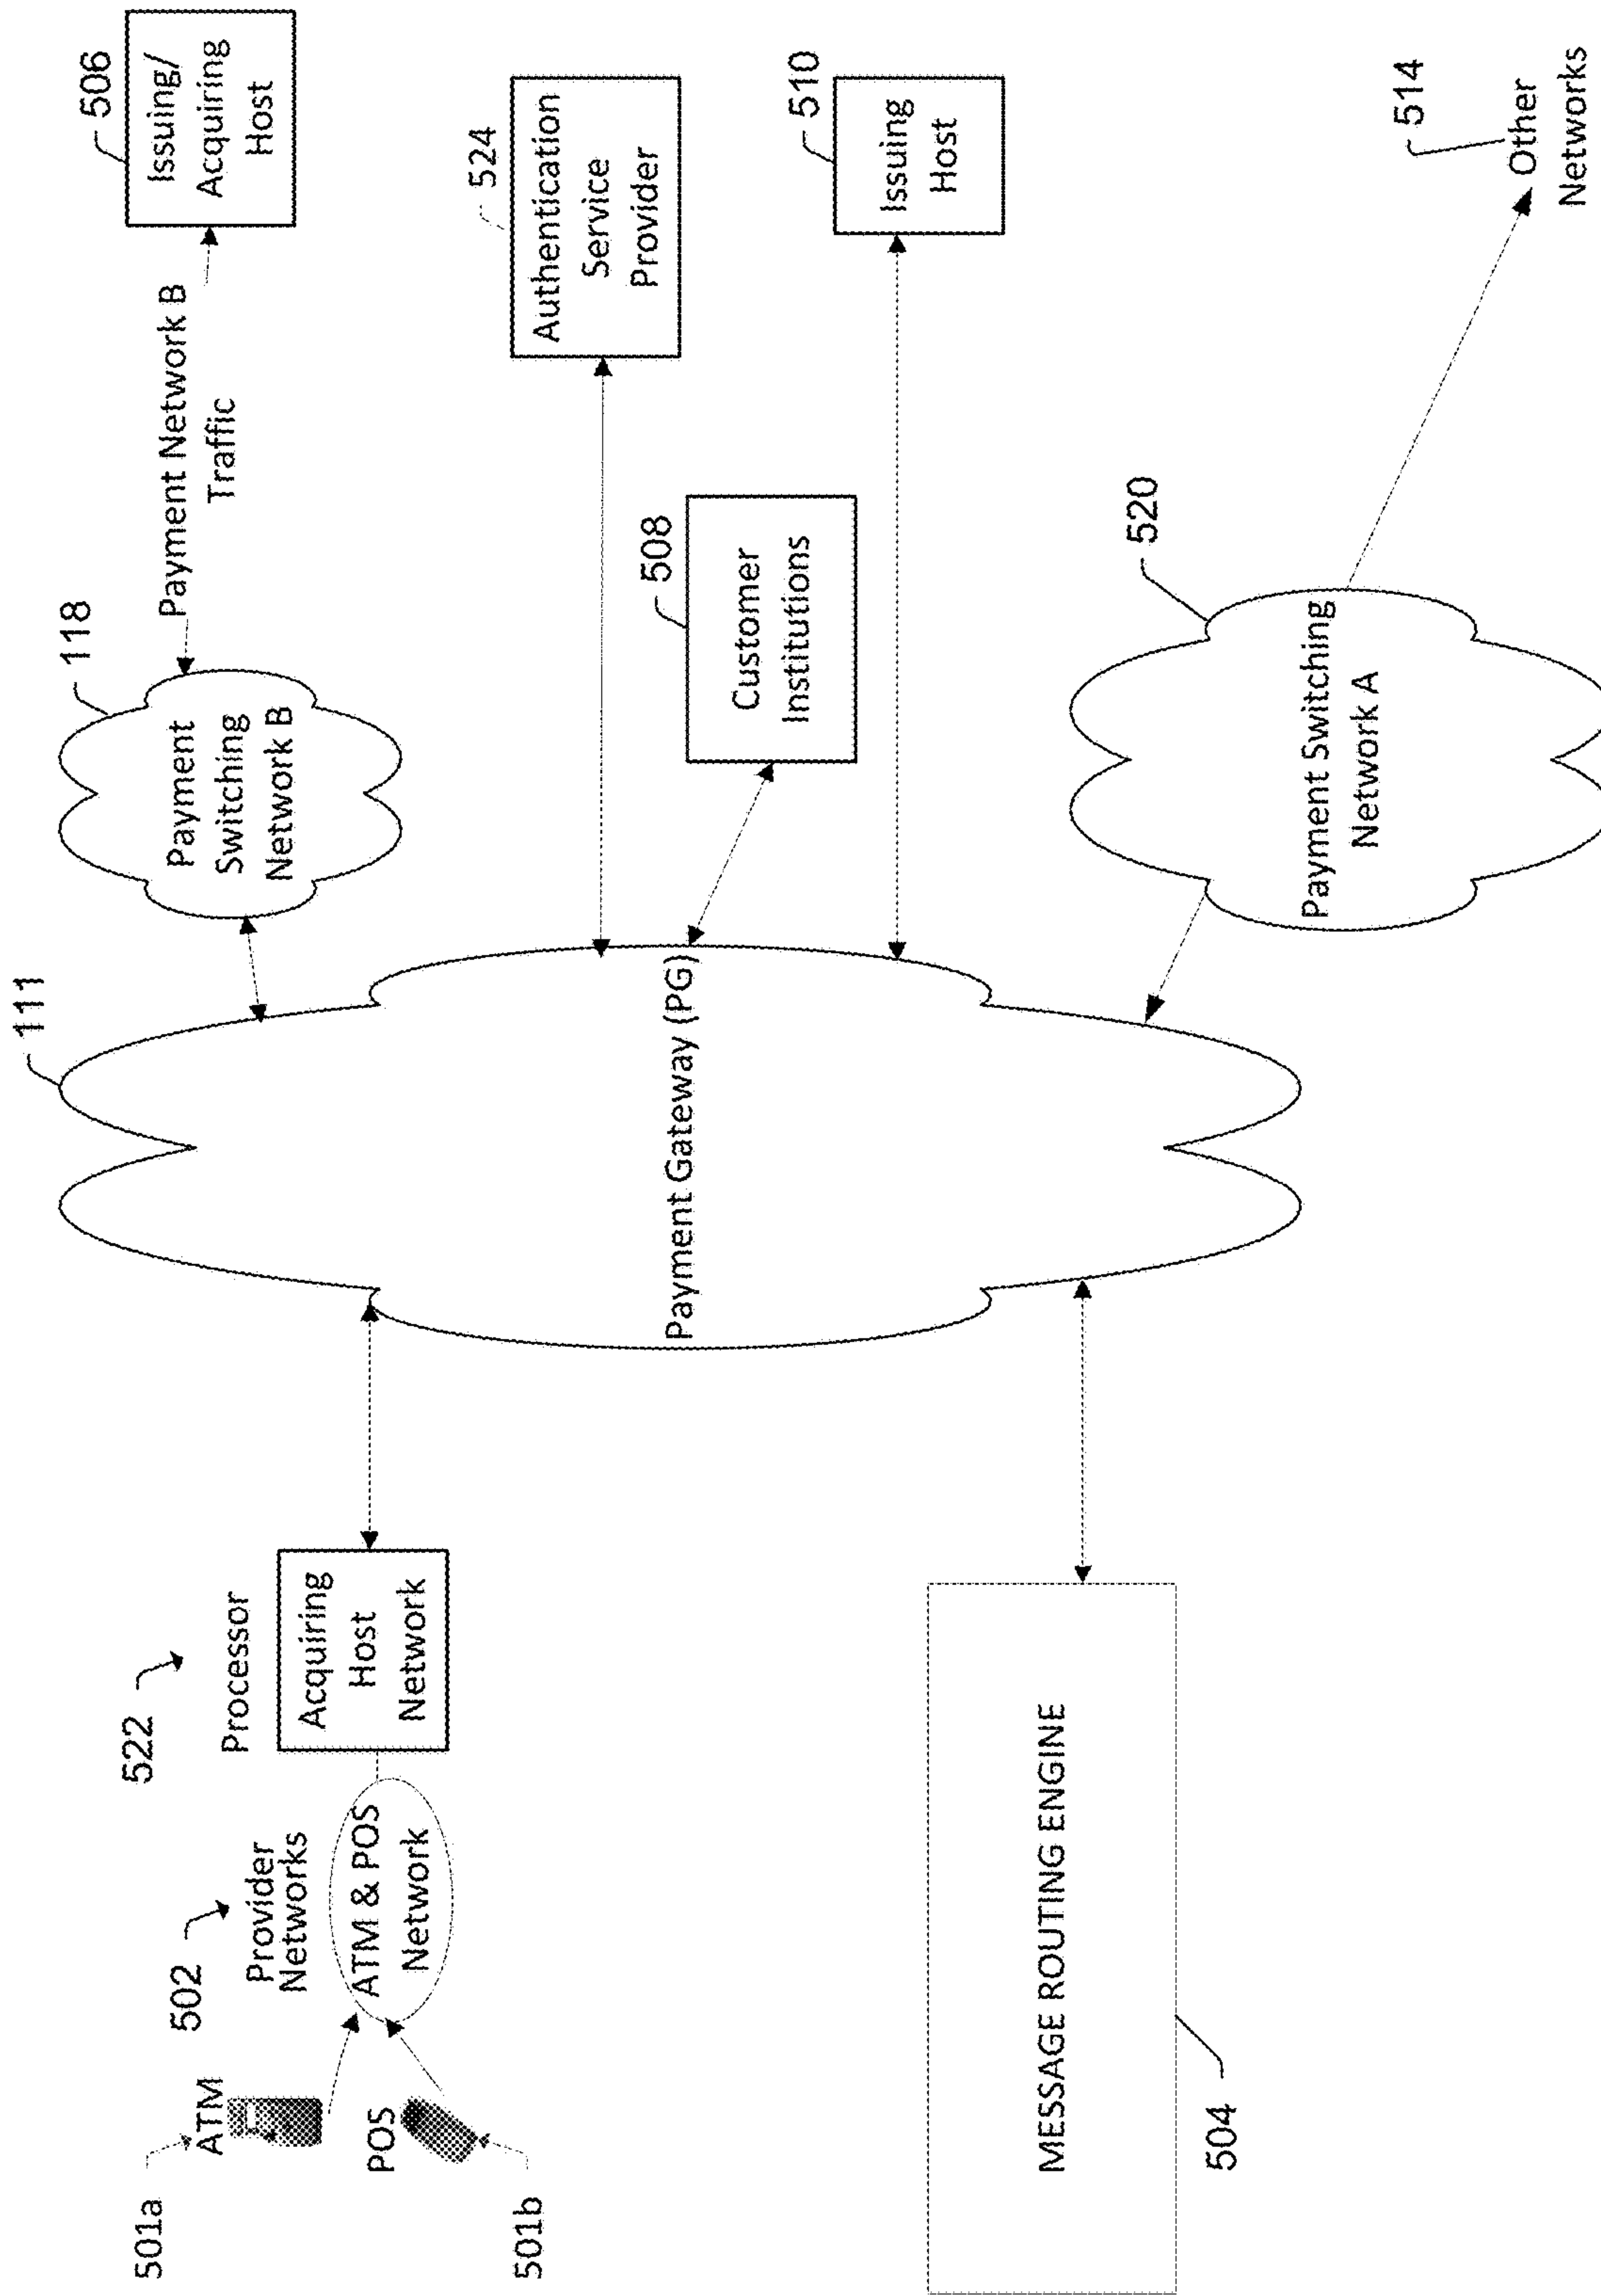 501a
ATM
POS
501b
502
Provider
Networks
ATM & POS
Network
522
Processor
Acquiring
Host
Network
MESSAGE ROUTING ENGINE
504
111
Payment Gateway (PG)
118
Payment
Switching
Network B
Payment Network B
Traffic
506
Issuing/
Acquiring
Host
524
Authentication
Service
Provider
508
Customer
Institutions
510
Issuing
Host
520
Payment Switching
Network A
514
Other
Networks